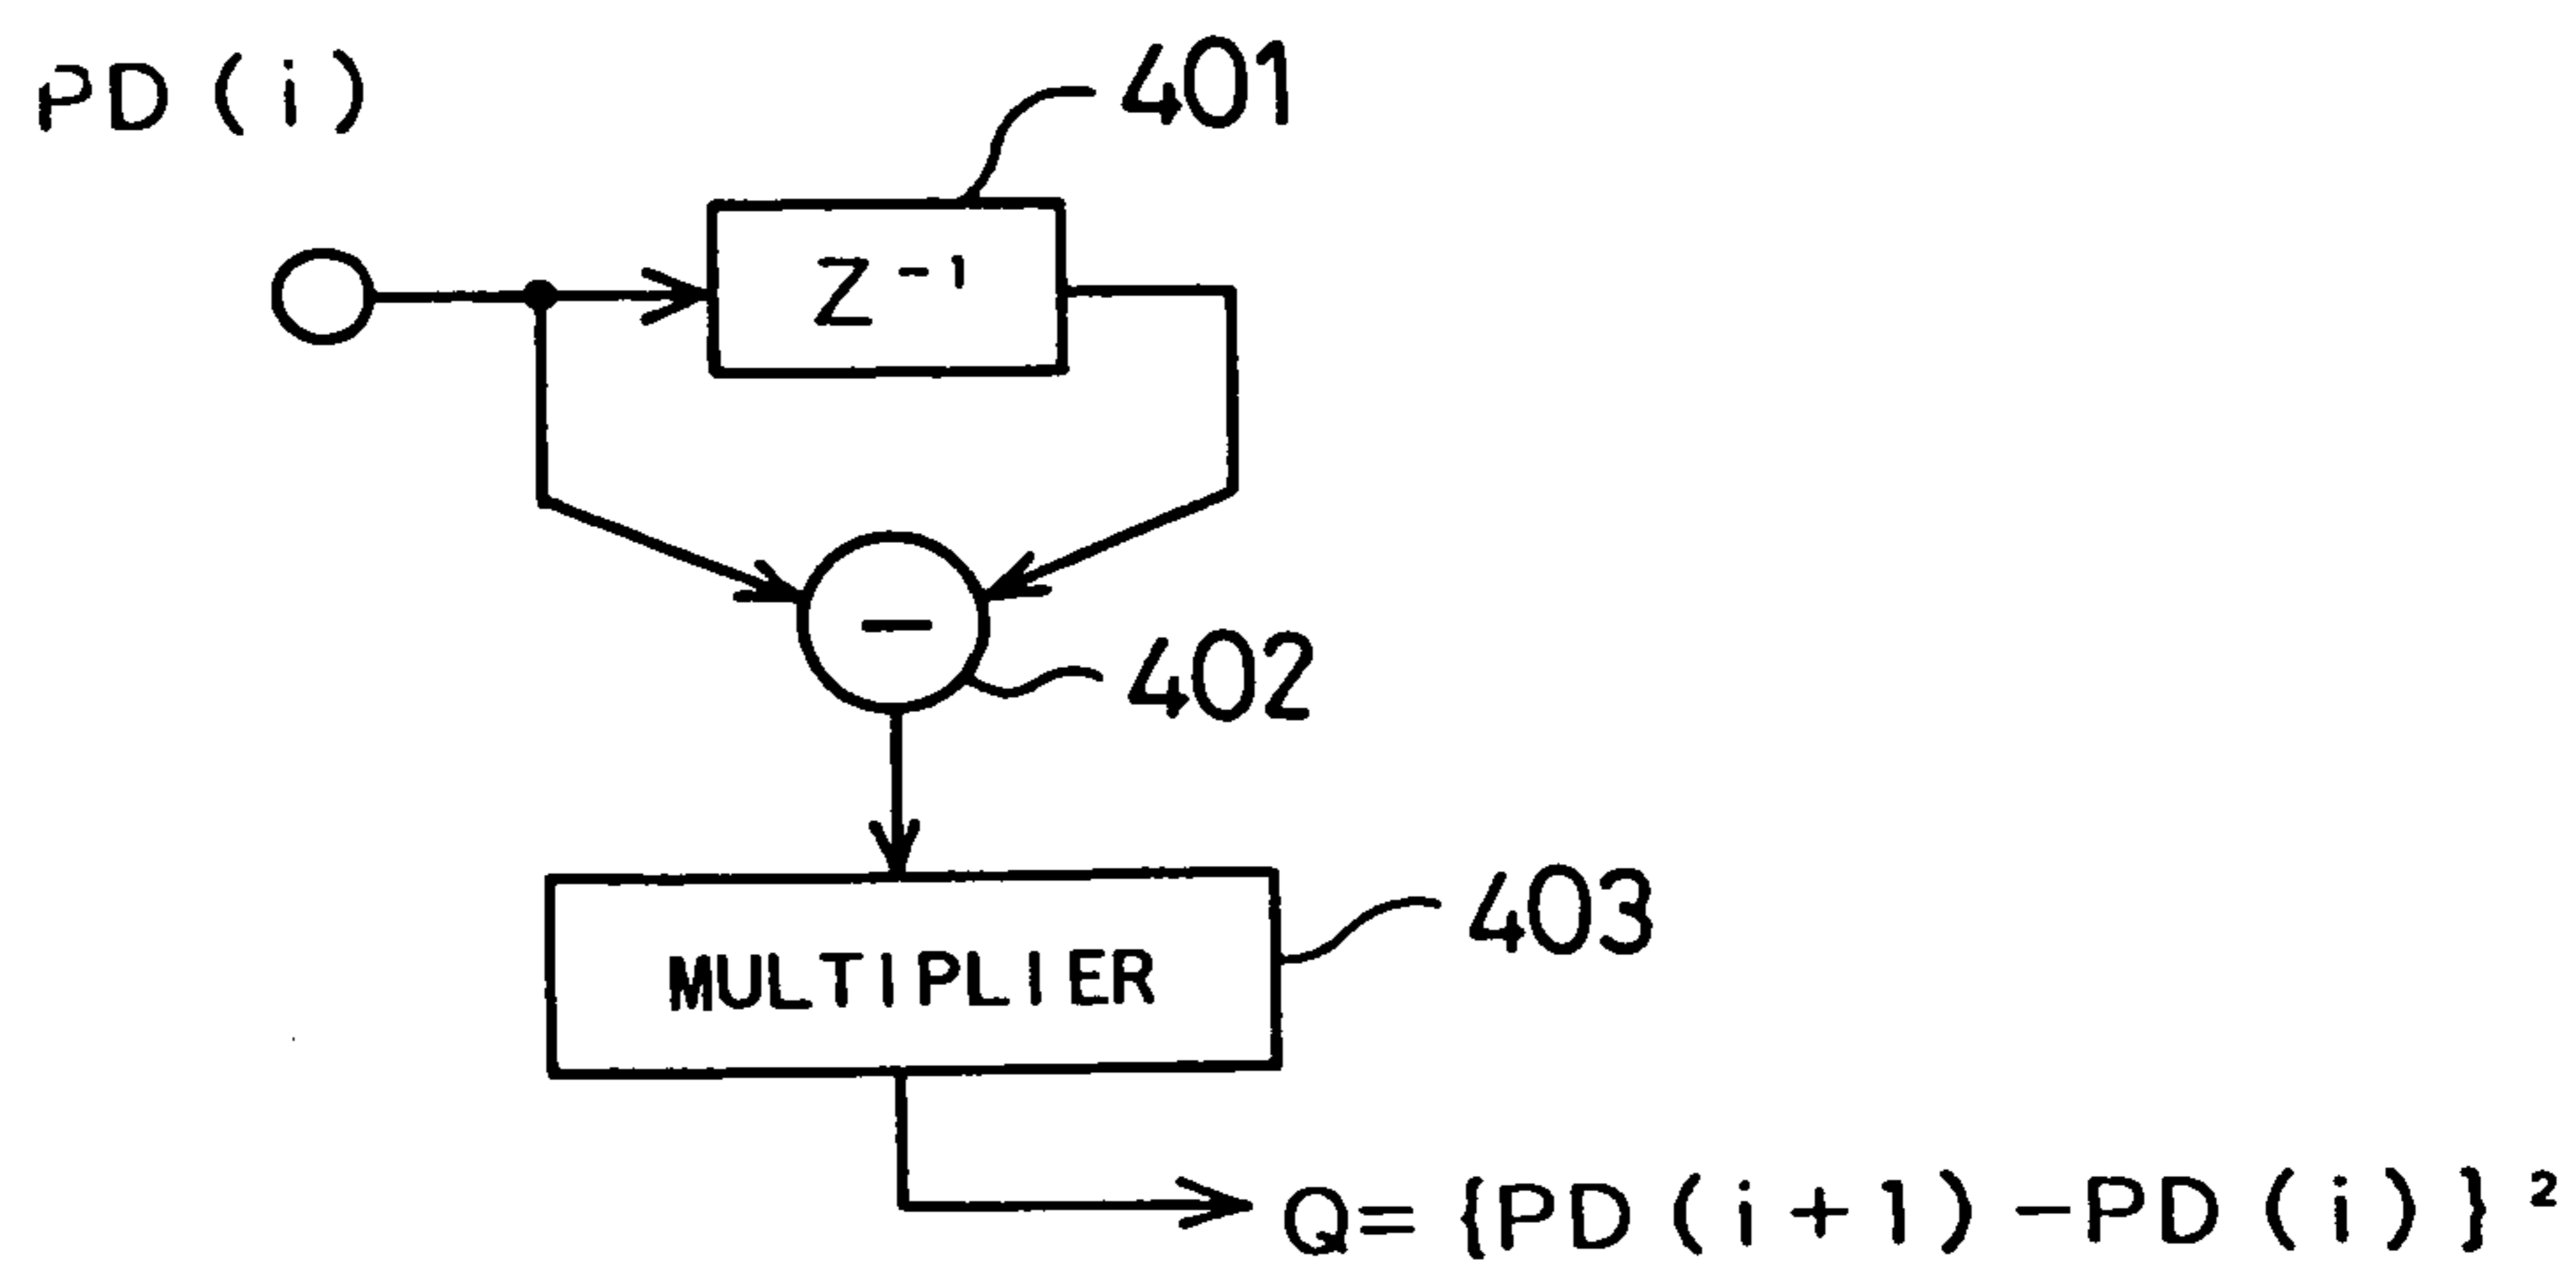 PD(i)
401
Z⁻¹
−
402
MULTIPLIER
403
Q={PD(i+1)−PD(i)}²